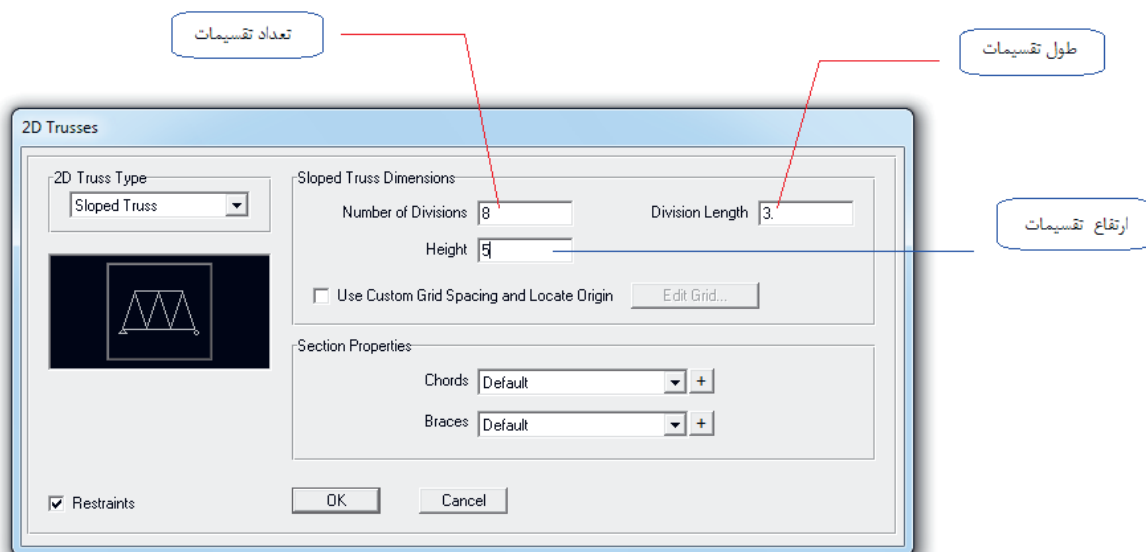 تعداد تقسیمات
طول تقسیمات
2D Trusses
2D Truss Type
Sloped Truss
Sloped Truss Dimensions
Number of Divisions 8
Division Length 3.
Height 5
ارتفاع تقسیمات
Use Custom Grid Spacing and Locate Origin
Edit Grid...
Section Properties
Chords Default +
Braces Default +
Restraints
OK
Cancel